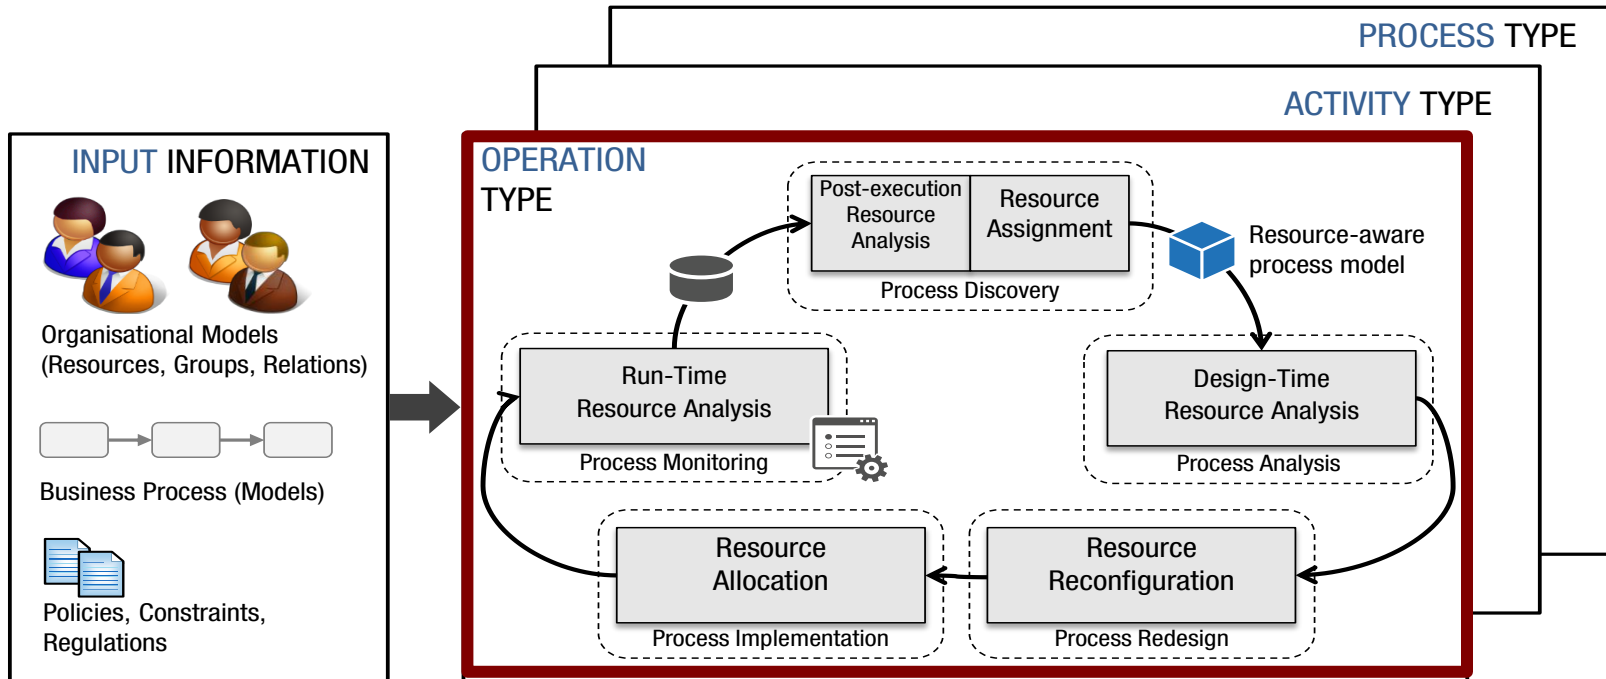 PROCESS TYPE
ACTIVITY TYPE
INPUT INFORMATION
Organisational Models
(Resources, Groups, Relations)
Business Process (Models)
Policies, Constraints,
Regulations
OPERATION
TYPE
Post-execution
Resource
Analysis
Resource
Assignment
Process Discovery
Resource-aware
process model
Run-Time
Resource Analysis
Process Monitoring
Design-Time
Resource Analysis
Process Analysis
Resource
Allocation
Process Implementation
Resource
Reconfiguration
Process Redesign